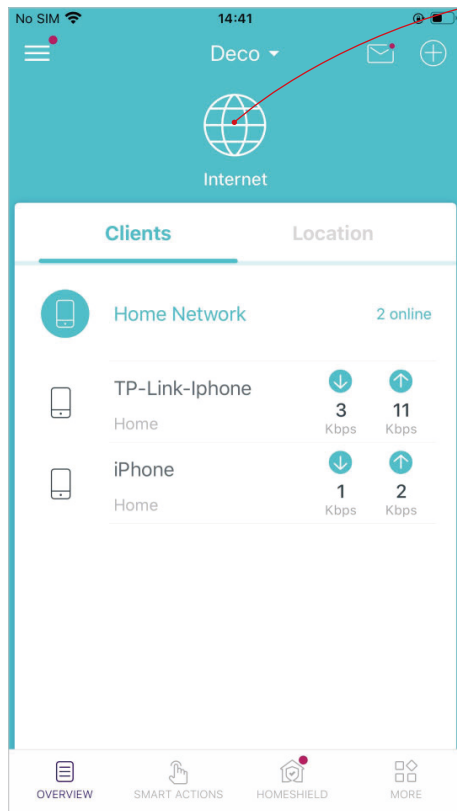 No SIM 14:41
Deco
Internet
Clients Location
Home Network 2 online
TP-Link-Iphone
Home
3 11
Kbps Kbps
iPhone
Home
1 2
Kbps Kbps
OVERVIEW SMART ACTIONS HOMESHIELD MORE